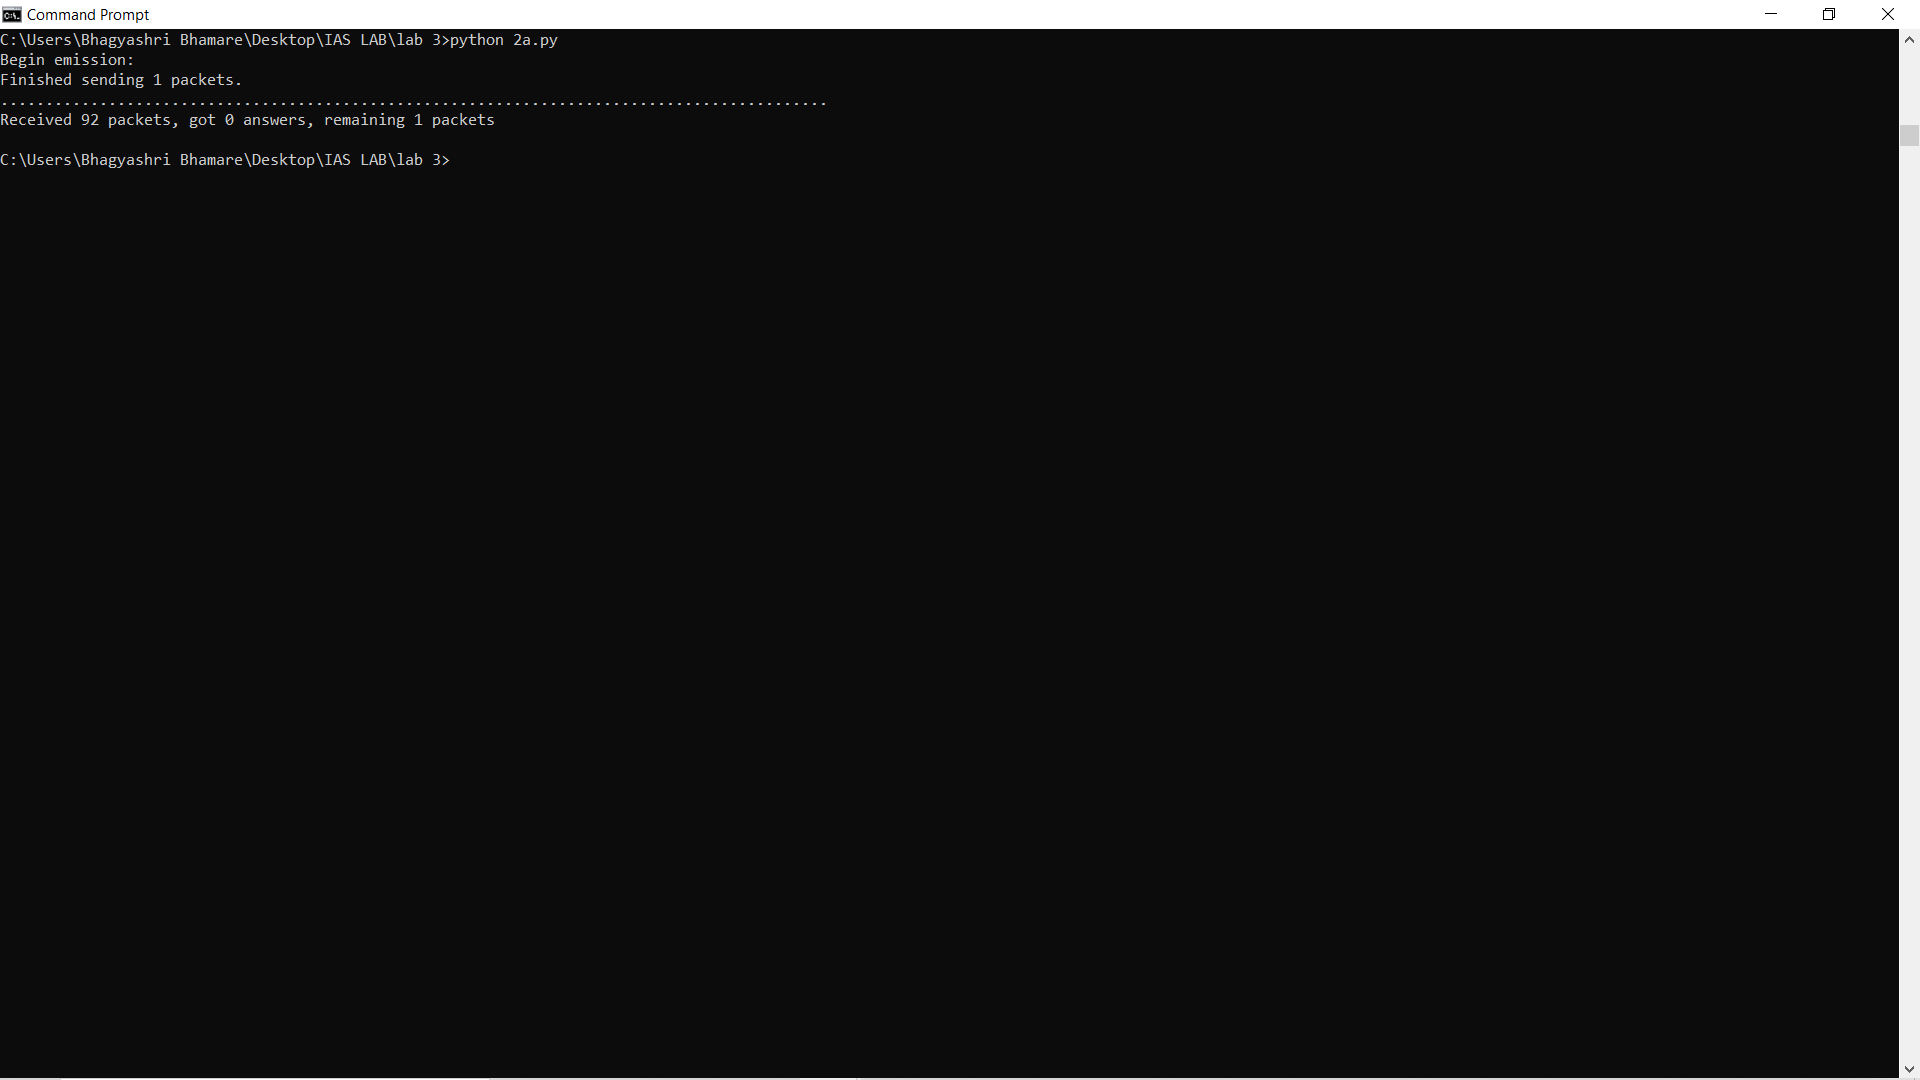 Command Prompt
C:\Users\Bhagyashri Bhamare\Desktop\IAS LAB\lab 3>python 2a.py
Begin emission:
Finished sending 1 packets.
............................................................................................
Received 92 packets, got 0 answers, remaining 1 packets
C:\Users\Bhagyashri Bhamare\Desktop\IAS LAB\lab 3>